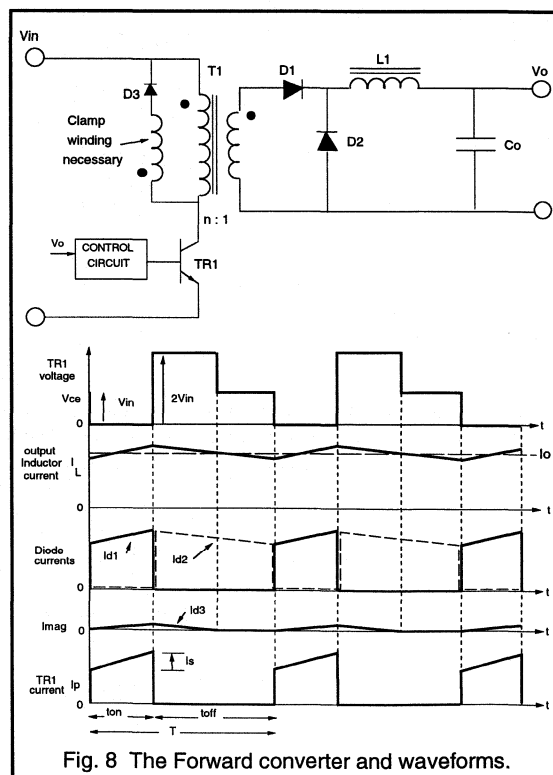 Vin
T1
D1
L1
Vo
D3
Clamp
winding
necessary
D2
Co
n : 1
Vo
CONTROL
CIRCUIT
TR1
TR1
voltage
Vce
Vin
2Vin
0
t
output
Inductor
current
I L
Io
0
t
Diode
currents
Id1
Id2
0
t
Id3
Imag
0
t
TR1
current
Ip
Is
0
t
ton
toff
T
Fig. 8 The Forward converter and waveforms.